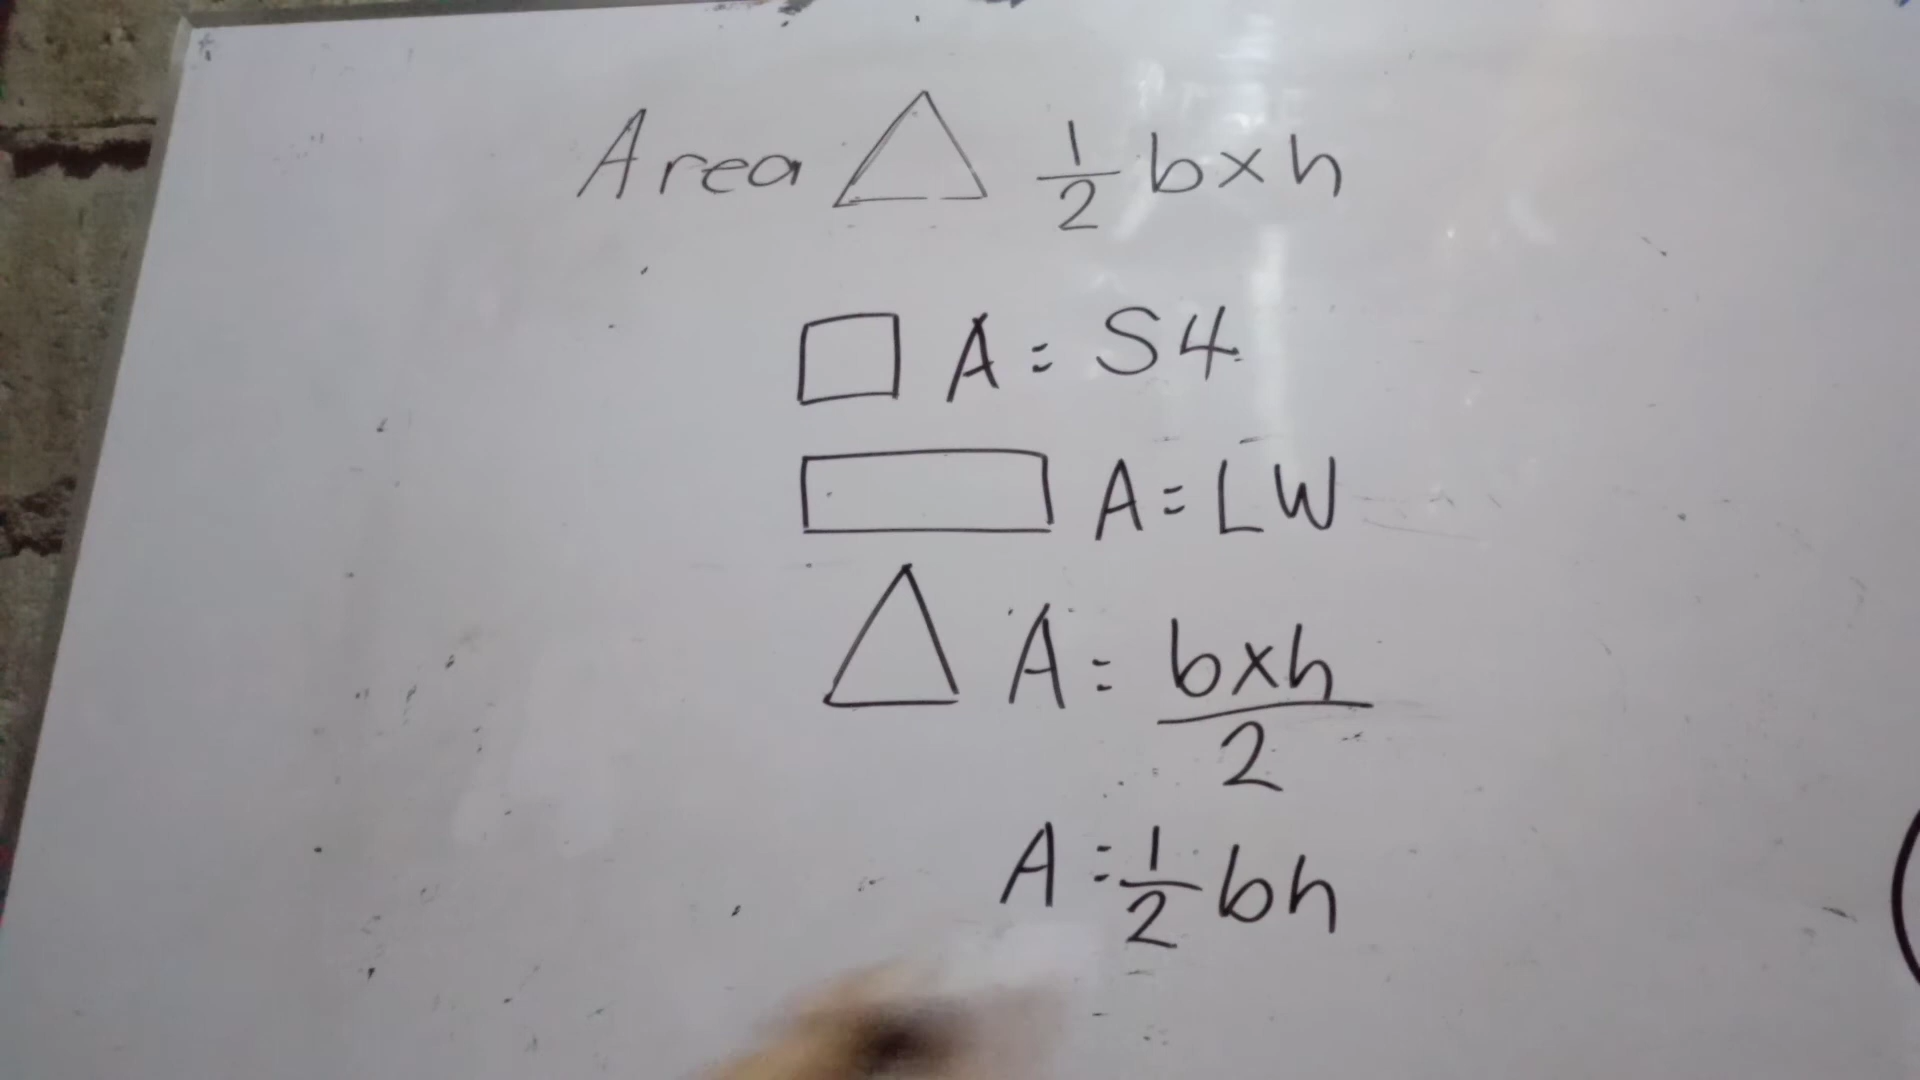 Area △ 1/2 b×h
□ A = S4
▭ A = LW
△ A = b×h/2
A = 1/2 bh